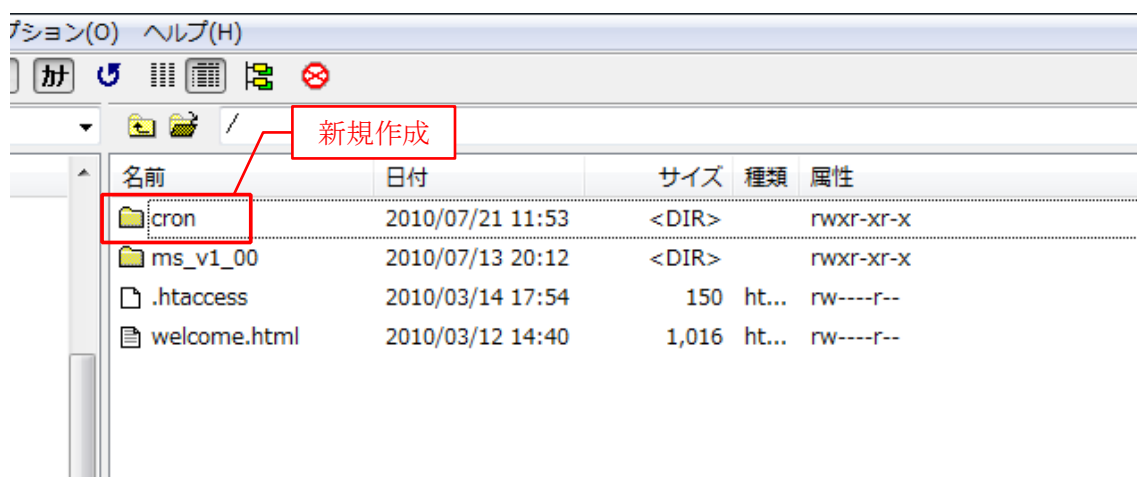 プション(O) ヘルプ(H)
カナ
/
新規作成
名前 日付 サイズ 種類 属性
cron 2010/07/21 11:53 <DIR> rwxr-xr-x
ms_v1_00 2010/07/13 20:12 <DIR> rwxr-xr-x
.htaccess 2010/03/14 17:54 150 ht... rw----r--
welcome.html 2010/03/12 14:40 1,016 ht... rw----r--